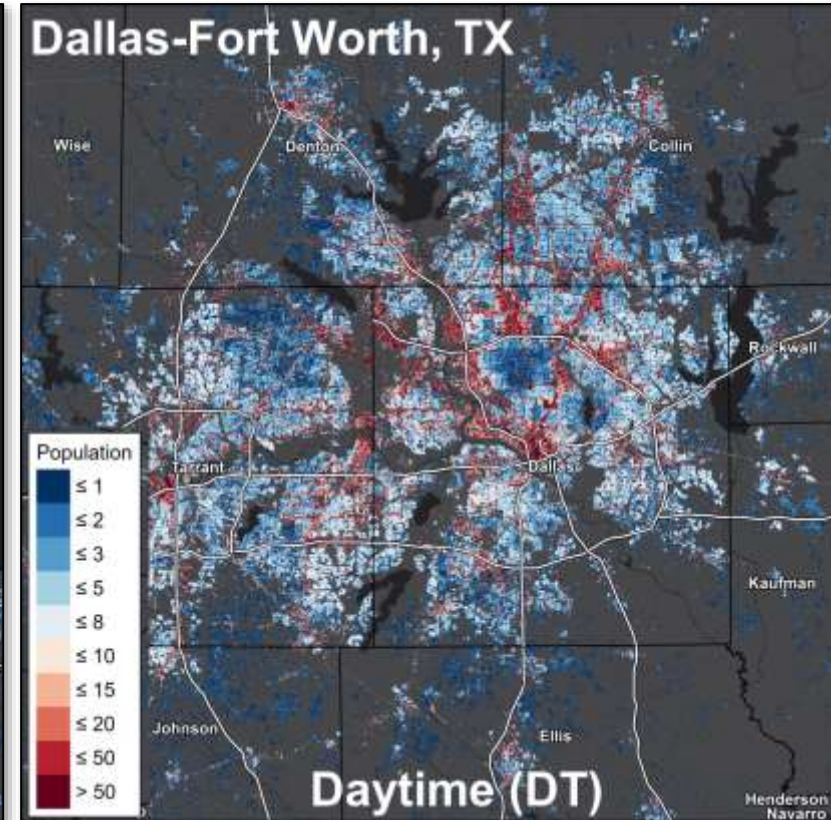 Dallas-Fort Worth, TX
Wise
Denton
Collin
Rockwall
Population
≤ 1
≤ 2
≤ 3
≤ 5
≤ 8
≤ 10
≤ 15
≤ 20
≤ 50
> 50
Tarrant
Dallas
Kaufman
Johnson
Ellis
Daytime (DT)
Henderson
Navarro